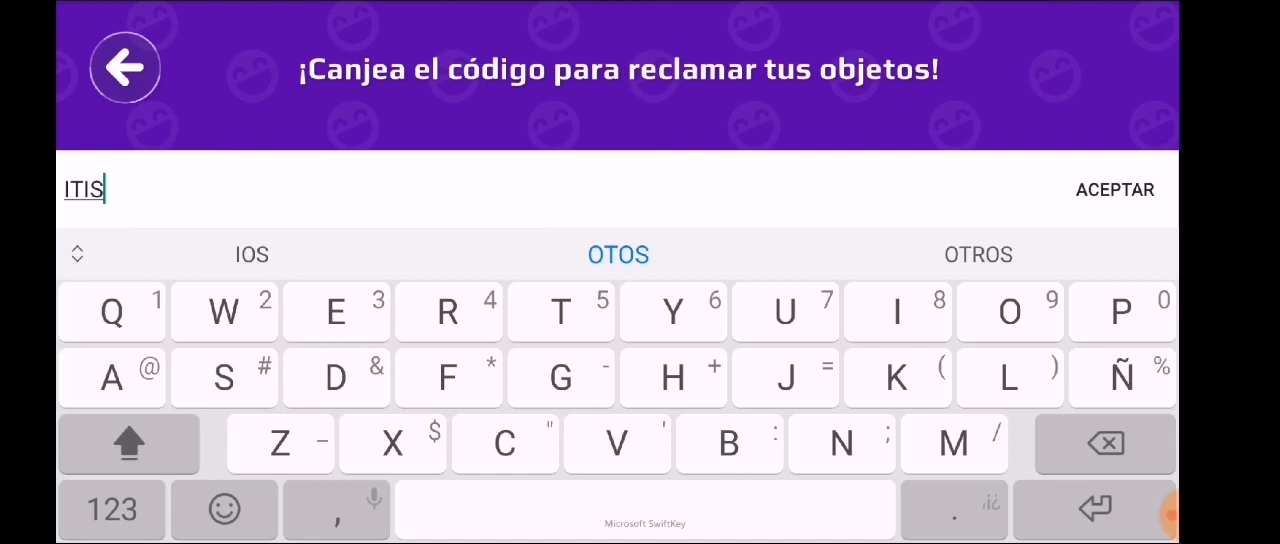 ¡Canjea el código para reclamar tus objetos!
ITIS
ACEPTAR
IOS OTOS OTROS
Q 1 W 2 E 3 R 4 T 5 Y 6 U 7 I 8 O 9 P 0
A @ S # D & F * G - H + J = K ( L ) Ñ %
Z _ X $ C " V ' B : N ; M /
123 , Microsoft SwiftKey . ,i¿